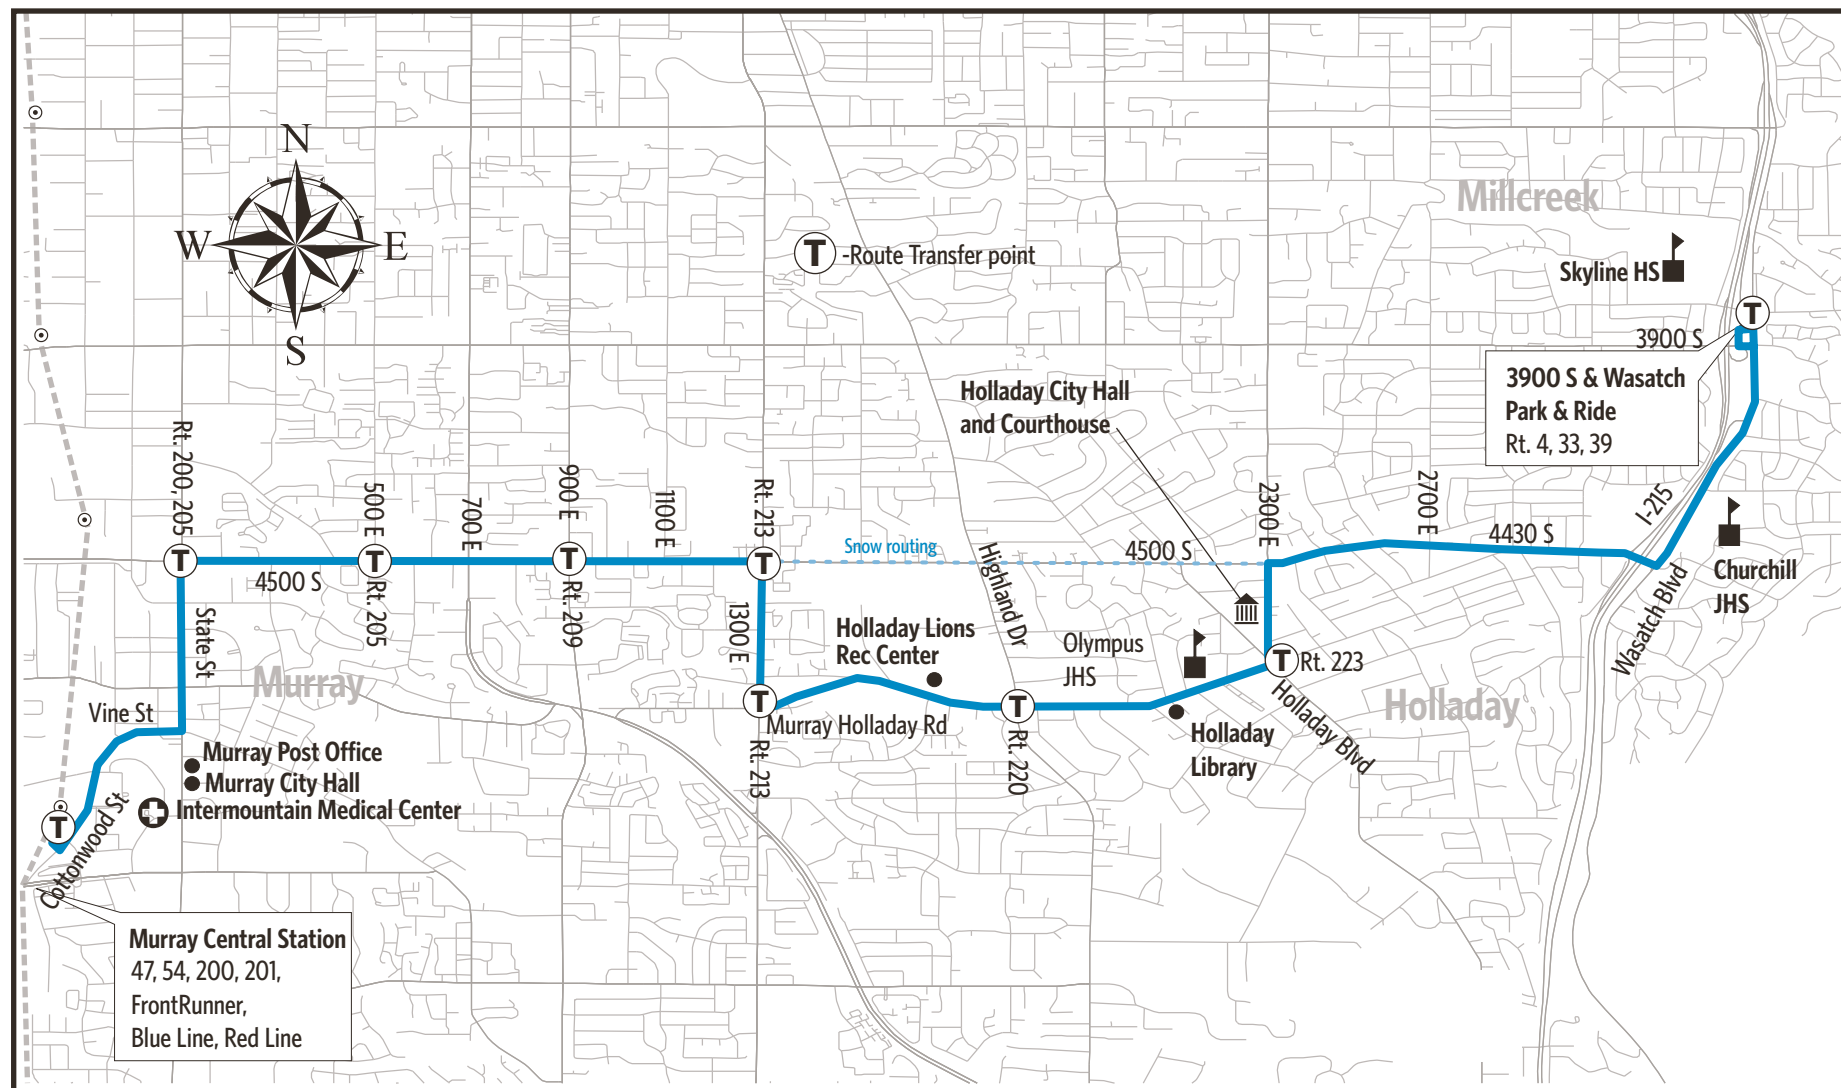 N
W
E
S
T
-Route Transfer point
Millcreek
Skyline HS
T
3900 S
3900 S & Wasatch
Park & Ride
Rt. 4, 33, 39
Holladay City Hall
and Courthouse
Rt. 200, 205
500 E
700 E
900 E
1100 E
Rt. 213
2300 E
2700 E
I-215
T
T
T
T
4500 S
Rt. 205
Rt. 209
Snow routing
Highland Dr
4500 S
4430 S
Churchill
JHS
Wasatch Blvd
State St
1300 E
Holladay Lions
Rec Center
Olympus
JHS
T
Rt. 223
Murray
Holladay
Vine St
T
Murray Holladay Rd
T
Holladay Blvd
Holladay
Library
Rt. 213
Rt. 220
Murray Post Office
Murray City Hall
Intermountain Medical Center
T
Cottonwood St
Murray Central Station
47, 54, 200, 201,
FrontRunner,
Blue Line, Red Line